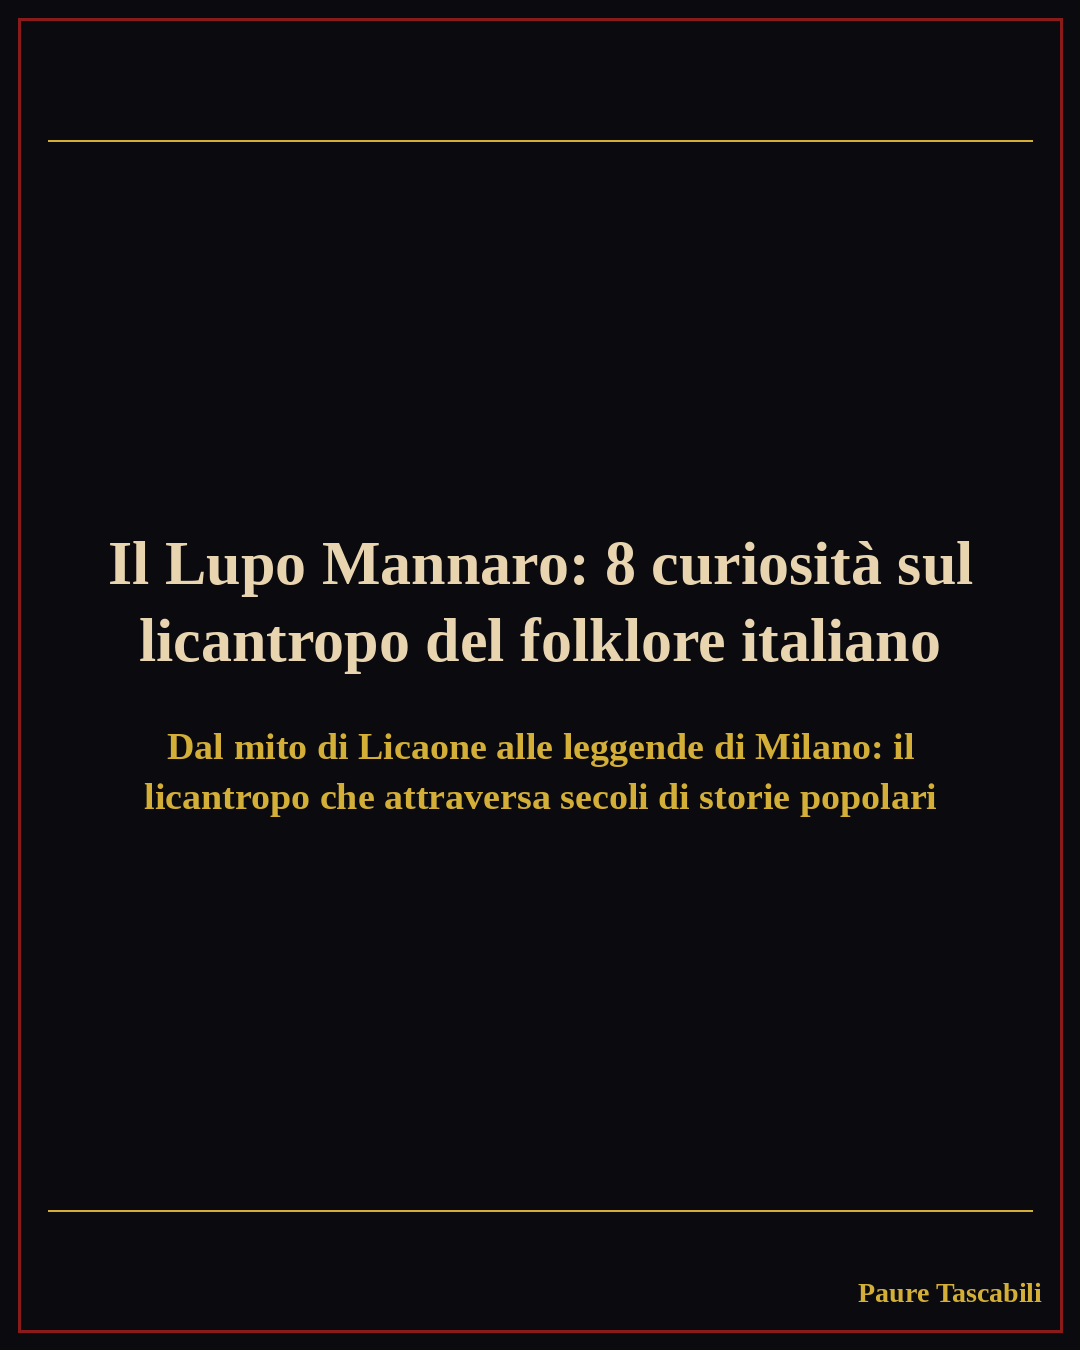 Il Lupo Mannaro: 8 curiosità sul
licantropo del folklore italiano
Dal mito di Licaone alle leggende di Milano: il
licantropo che attraversa secoli di storie popolari
Paure Tascabili